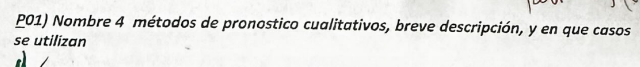 P01) Nombre 4 métodos de pronostico cualitativos, breve descripción, y en que casos
se utilizan